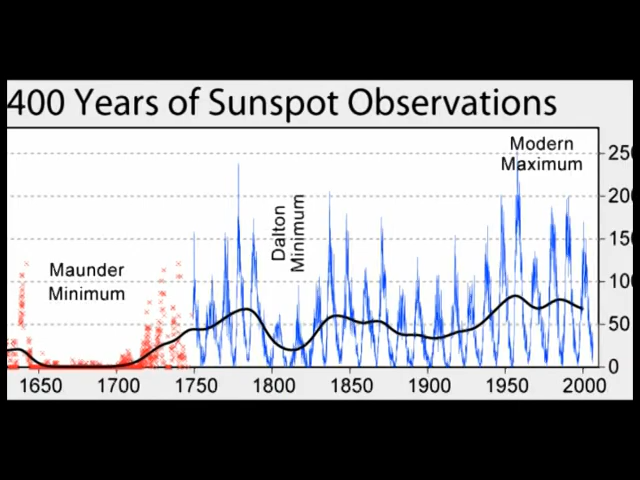 400 Years of Sunspot Observations
Modern
Maximum
Dalton
Minimum
Maunder
Minimum
250
200
150
100
50
0
1650 1700 1750 1800 1850 1900 1950 2000